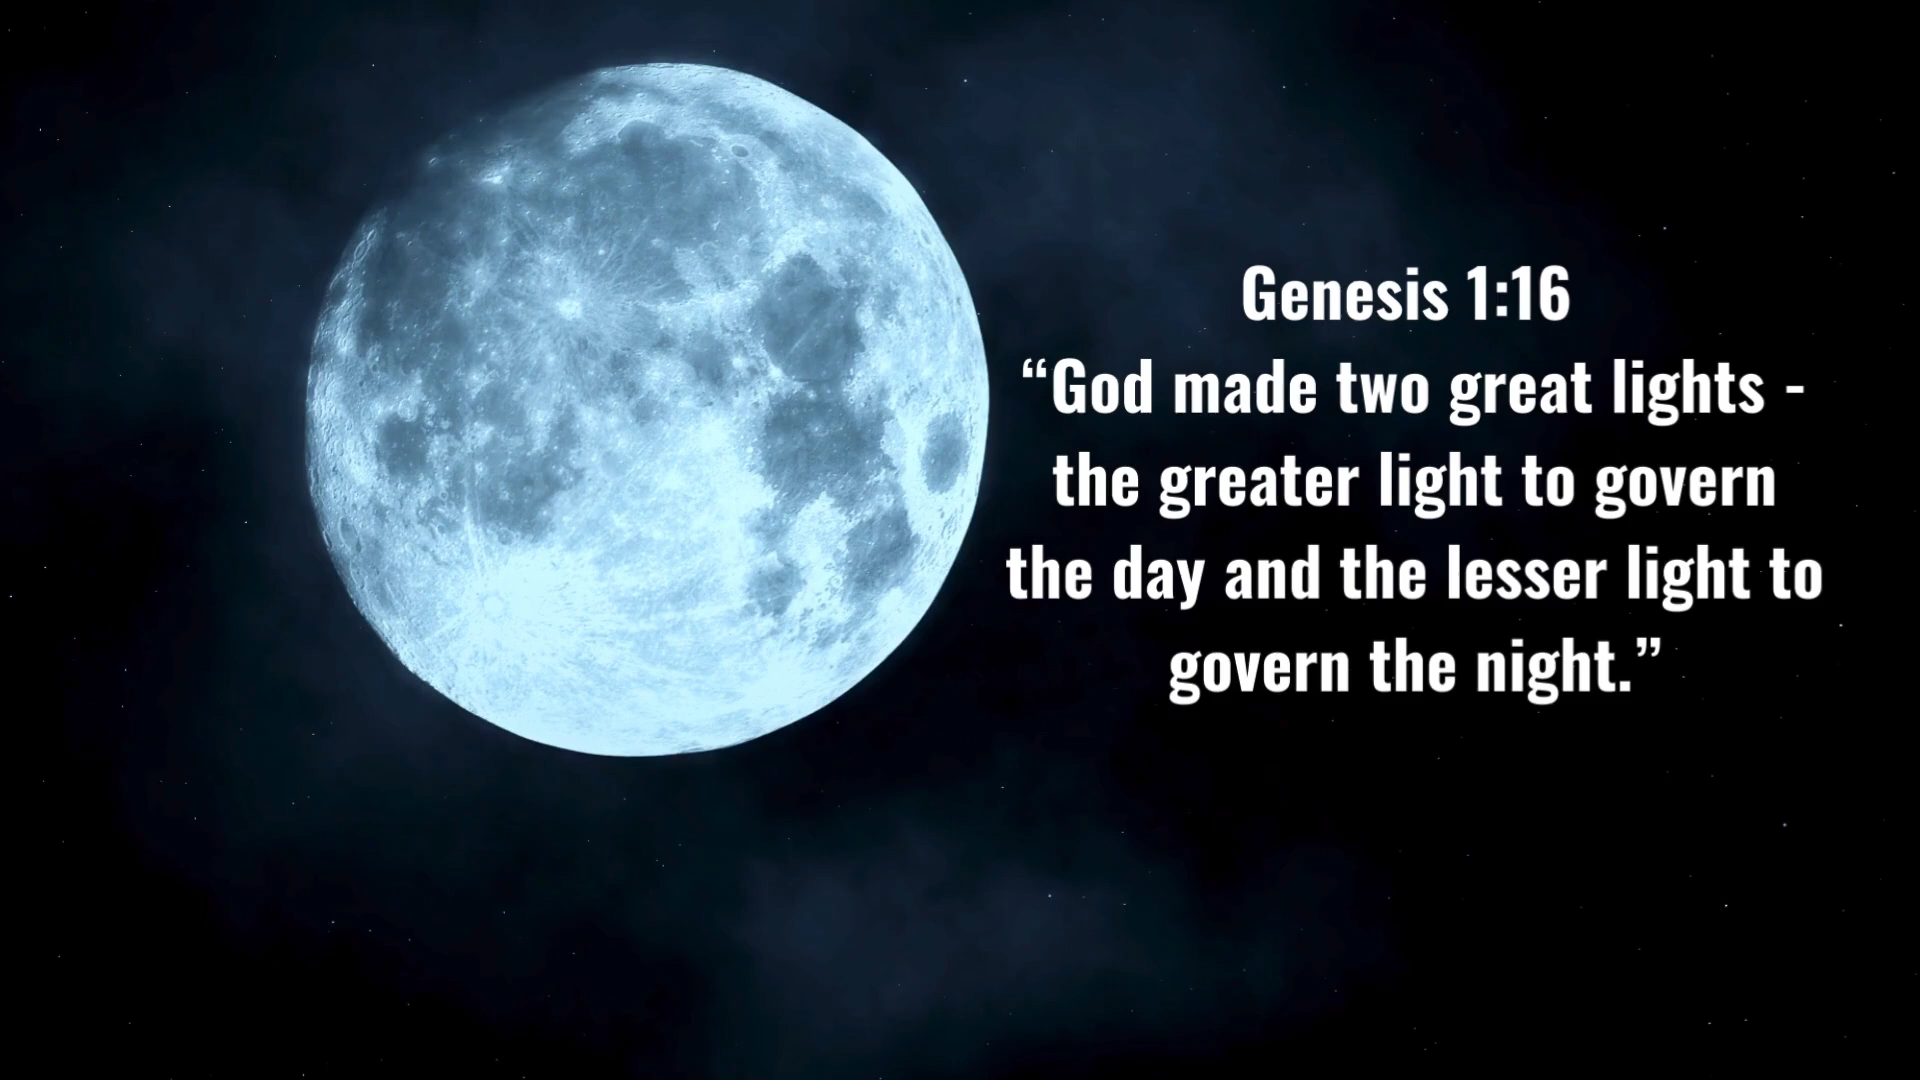 Genesis 1:16
“God made two great lights -
the greater light to govern
the day and the lesser light to
govern the night.”